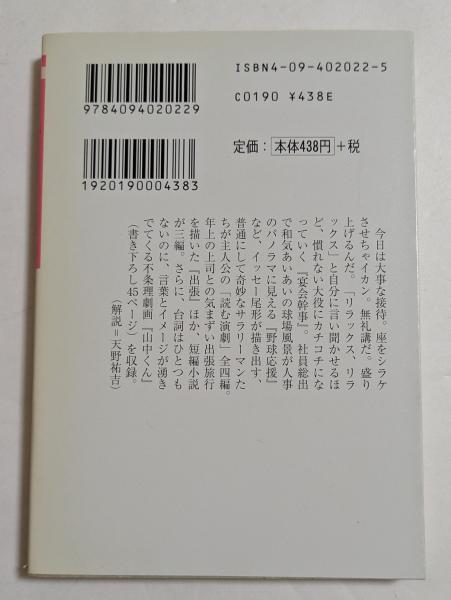 ISBN4-09-402022-5
C0190 ¥438E
定価：本体438円＋税
9784094020229
1920190004383
今日は大事な接待。座をシラケ
させちゃイカン。無礼講だ。盛り
上げるんだ。「リラックス、リラ
ックス」と自分に言い聞かせるほ
ど、慣れない大役にカチコチにな
っていく『宴会幹事』。社員総出
で和気あいあいの球場風景が人事
のパノラマに見える『野球応援』
など、イッセー尾形が描き出す、
普通にして奇妙なサラリーマンた
ちが主人公の「読む演劇」全四編。
年上の上司との気まずい出張旅行
を描いた『出張』ほか、短編小説
が三編。さらに、台詞はひとつも
ないのに、言葉とイメージが湧き
でてくる不条理劇画『山中くん』
（書き下ろし45ページ）を収録。
（解説＝天野祐吉）